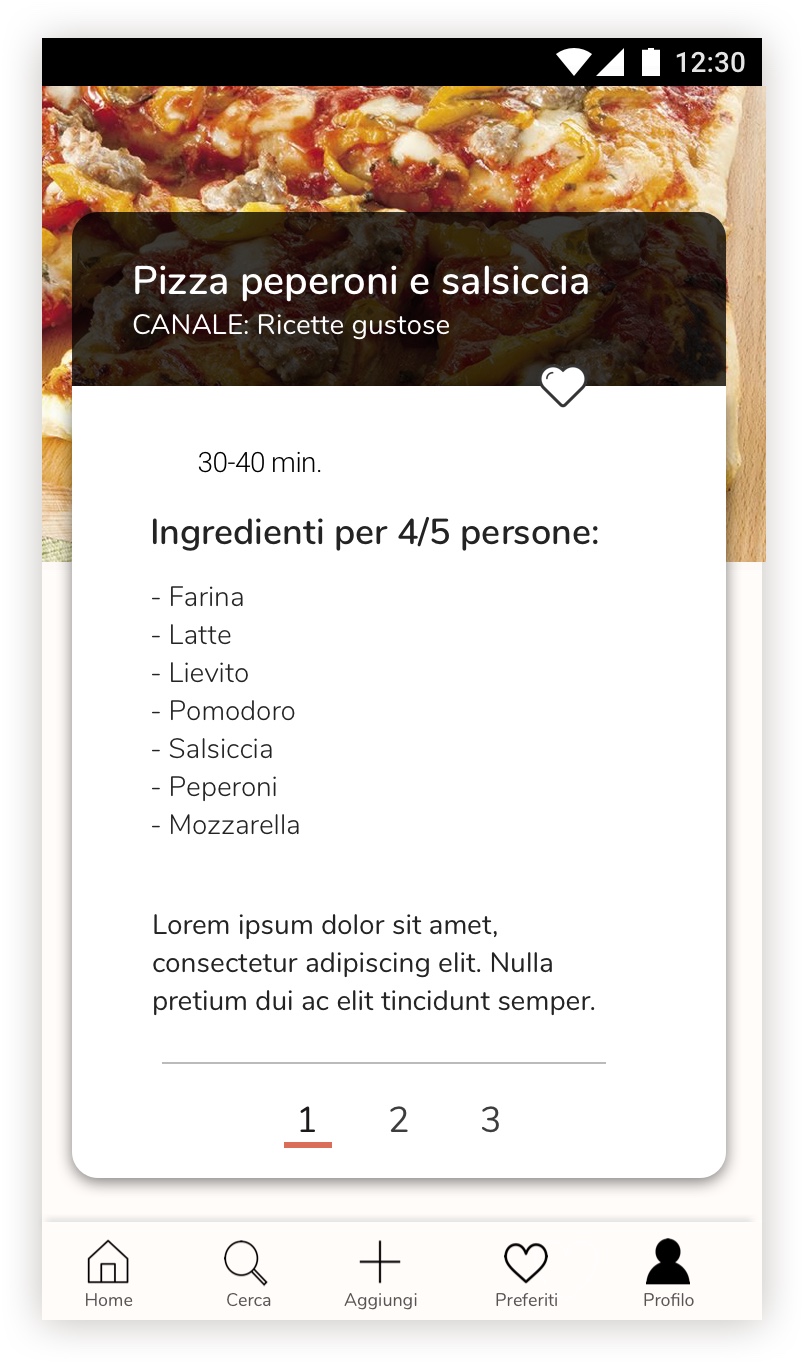 12:30
Pizza peperoni e salsiccia
CANALE: Ricette gustose
30-40 min.
Ingredienti per 4/5 persone:
- Farina
- Latte
- Lievito
- Pomodoro
- Salsiccia
- Peperoni
- Mozzarella
Lorem ipsum dolor sit amet,
consectetur adipiscing elit. Nulla
pretium dui ac elit tincidunt semper.
1 2 3
Home Cerca Aggiungi Preferiti Profilo